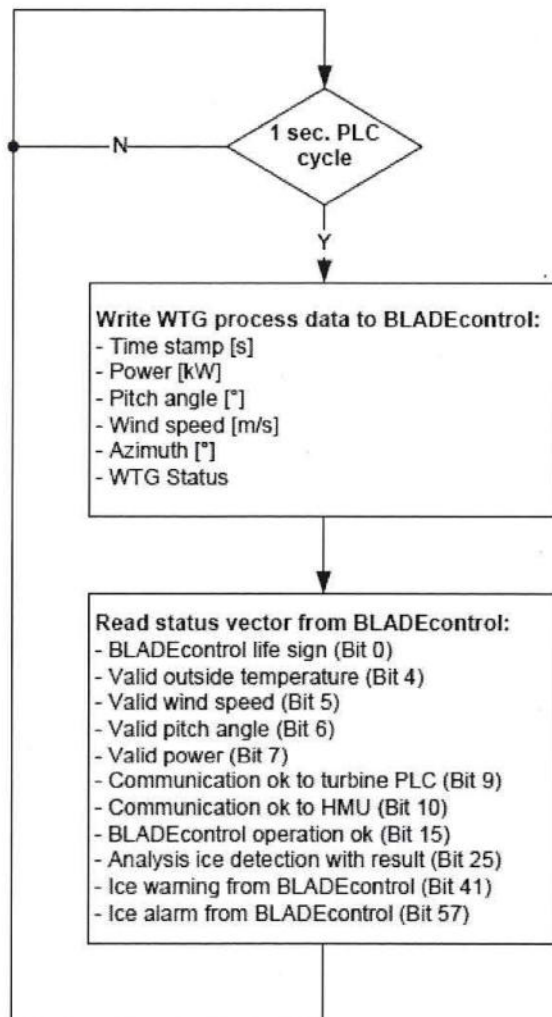 1 sec. PLC
cycle
N
Y
Write WTG process data to BLADEcontrol:
- Time stamp [s]
- Power [kW]
- Pitch angle [°]
- Wind speed [m/s]
- Azimuth [°]
- WTG Status
Read status vector from BLADEcontrol:
- BLADEcontrol life sign (Bit 0)
- Valid outside temperature (Bit 4)
- Valid wind speed (Bit 5)
- Valid pitch angle (Bit 6)
- Valid power (Bit 7)
- Communication ok to turbine PLC (Bit 9)
- Communication ok to HMU (Bit 10)
- BLADEcontrol operation ok (Bit 15)
- Analysis ice detection with result (Bit 25)
- Ice warning from BLADEcontrol (Bit 41)
- Ice alarm from BLADEcontrol (Bit 57)